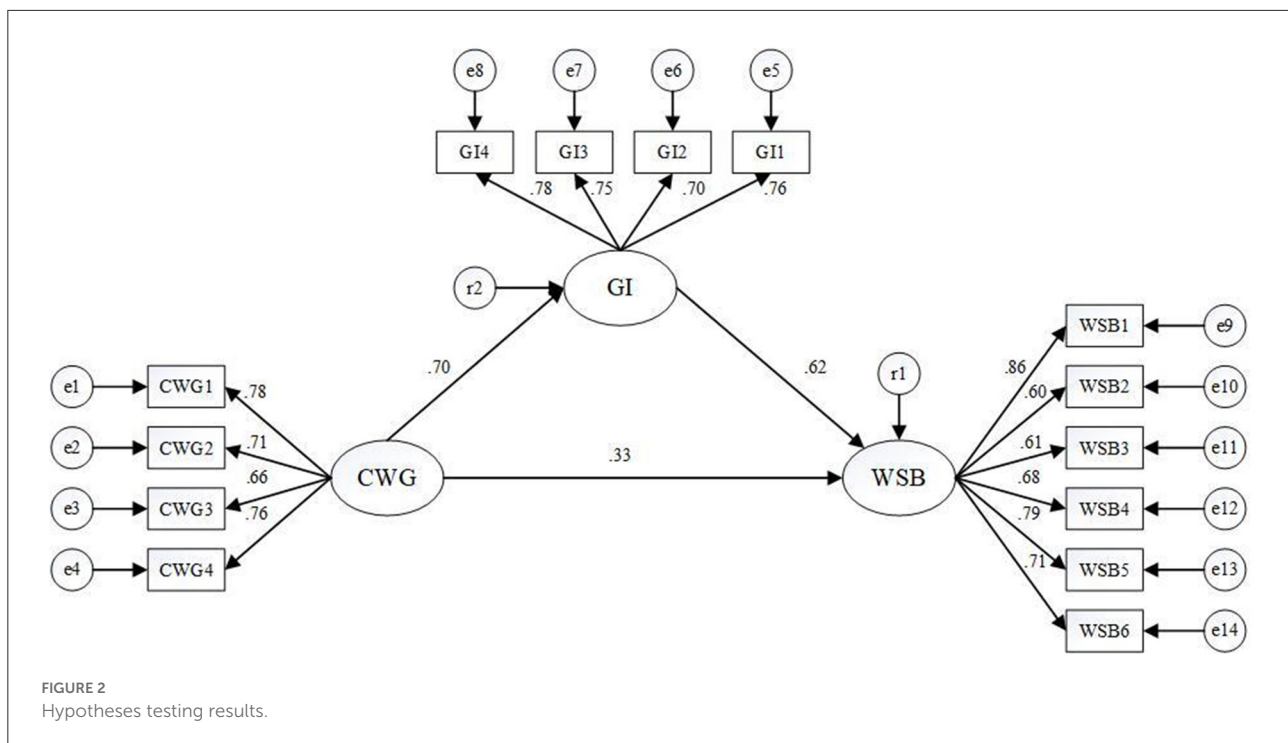 e8 e7 e6 e5
GI4 GI3 GI2 GI1
.78 .75 .70 .76
r2 GI
WSB1 e9
.70 .62 r1 .86
e1 CWG1 .78 WSB2 e10
.60
e2 CWG2 .71 .61 WSB3 e11
.33
.66 CWG WSB .68
e3 CWG3 .76 .79 WSB4 e12
e4 CWG4 .71 WSB5 e13
WSB6 e14
FIGURE 2
Hypotheses testing results.